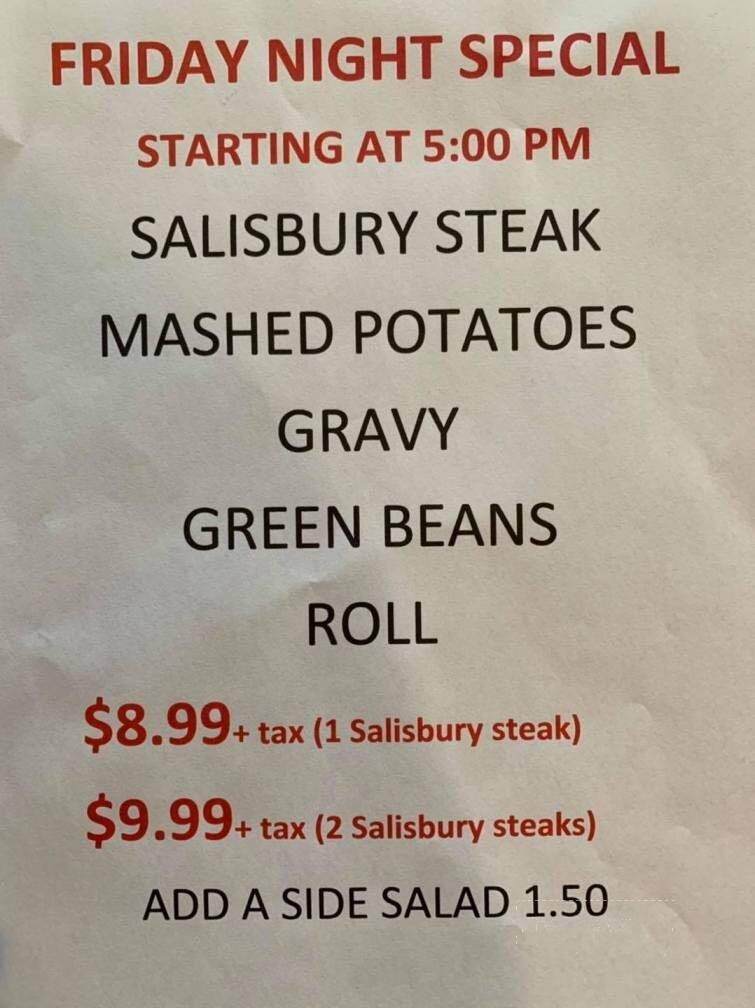 FRIDAY NIGHT SPECIAL
STARTING AT 5:00 PM
SALISBURY STEAK
MASHED POTATOES
GRAVY
GREEN BEANS
ROLL
$8.99+ tax (1 Salisbury steak)
$9.99+ tax (2 Salisbury steaks)
ADD A SIDE SALAD 1.50